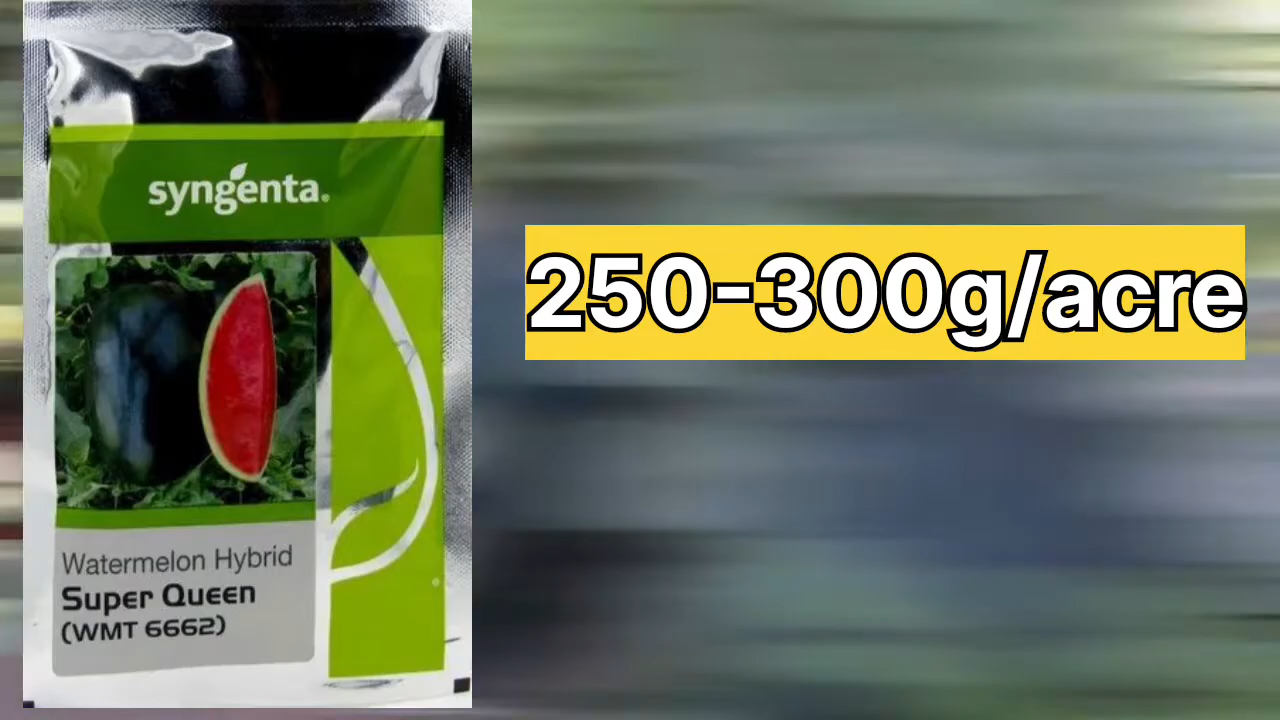 syngenta®
Watermelon Hybrid
Super Queen
(WMT 6662)
250-300g/acre